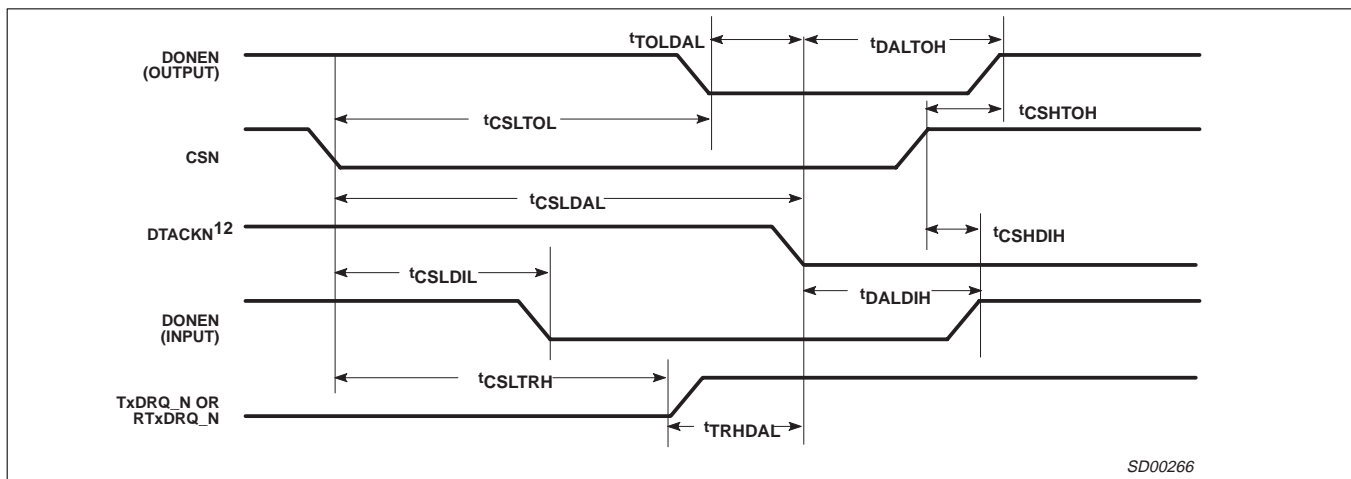 tTOLDAL tDALTOH
DONEN
(OUTPUT)
tCSLTOL tCSHTOH
CSN
tCSLDAL
DTACKN12
tCSHDIH
tCSLDIL
tDALDIH
DONEN
(INPUT)
tCSLTRH
TxDRQ_N OR
RTxDRQ_N
tTRHDAL
SD00266